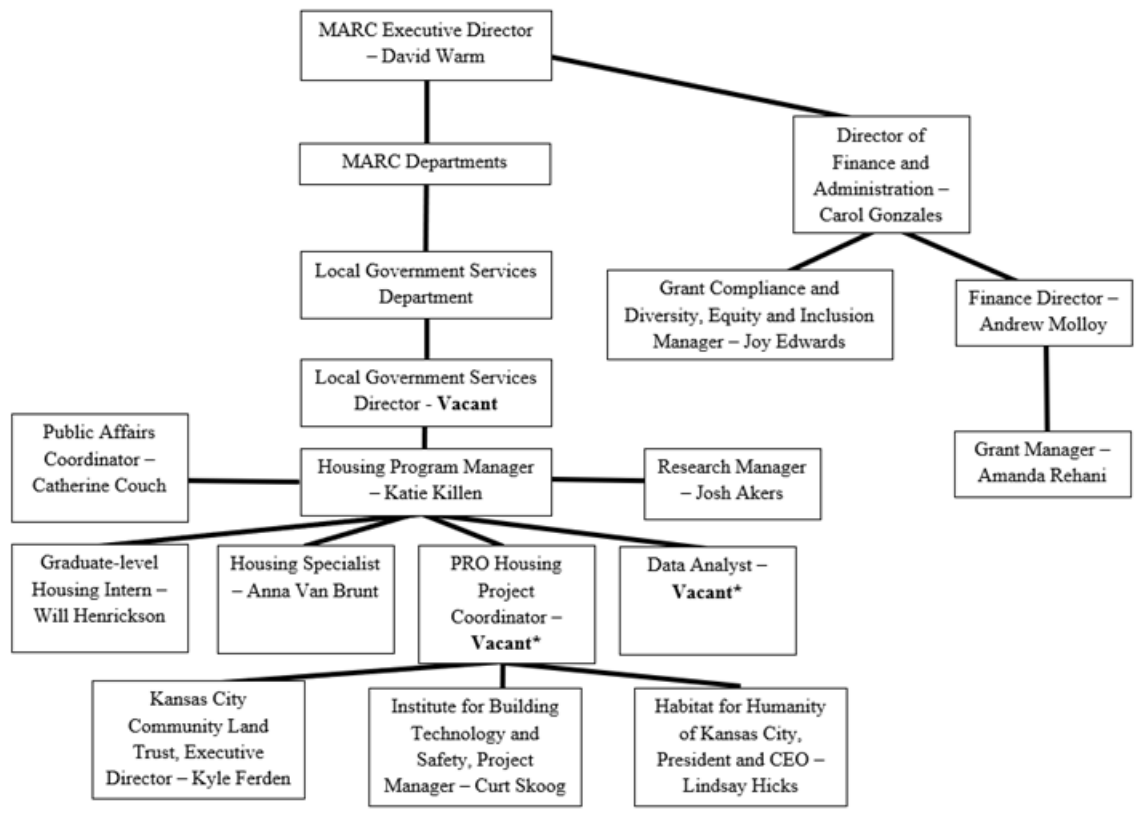 MARC Executive Director
– David Warm
Director of
Finance and
Administration –
Carol Gonzales
MARC Departments
Local Government Services
Department
Grant Compliance and
Diversity, Equity and Inclusion
Manager – Joy Edwards
Finance Director –
Andrew Molloy
Local Government Services
Director - Vacant
Public Affairs
Coordinator –
Catherine Couch
Housing Program Manager
– Katie Killen
Research Manager
– Josh Akers
Grant Manager –
Amanda Rehani
Graduate-level
Housing Intern –
Will Henrickson
Housing Specialist
– Anna Van Brunt
PRO Housing
Project
Coordinator –
Vacant*
Data Analyst –
Vacant*
Kansas City
Community Land
Trust, Executive
Director – Kyle Ferden
Institute for Building
Technology and
Safety, Project
Manager – Curt Skoog
Habitat for Humanity
of Kansas City,
President and CEO –
Lindsay Hicks